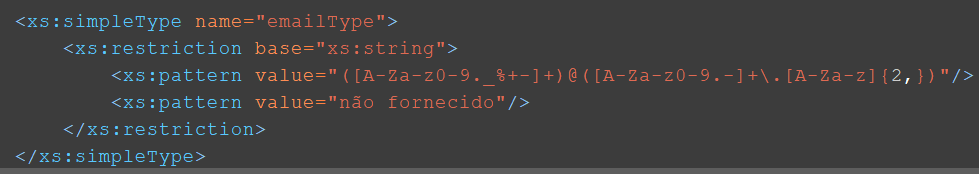 <xs:simpleType name="emailType">
    <xs:restriction base="xs:string">
        <xs:pattern value="([A-Za-z0-9._%+-]+)@([A-Za-z0-9.-]+\.[A-Za-z]{2,})"/>
        <xs:pattern value="não fornecido"/>
    </xs:restriction>
</xs:simpleType>